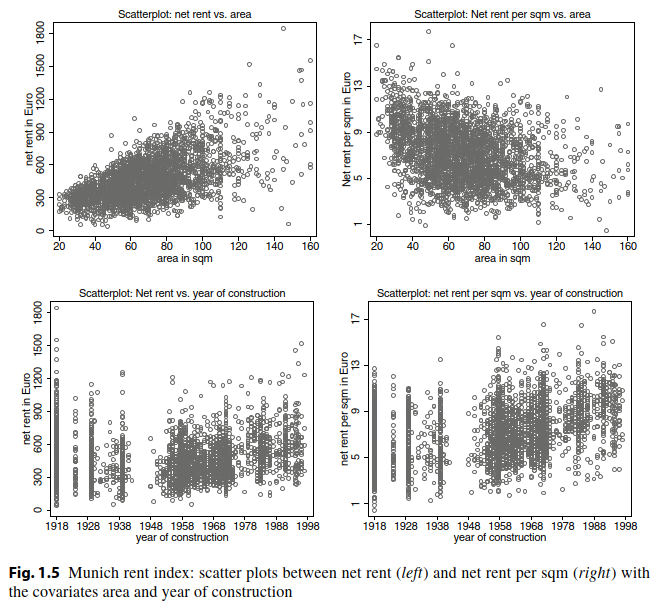 Scatterplot: net rent vs. area
net rent in Euro
0 300 600 900 1200 1500 1800
20 40 60 80 100 120 140 160
area in sqm
Scatterplot: Net rent per sqm vs. area
Net rent per sqm in Euro
1 5 9 13 17
20 40 60 80 100 120 140 160
area in sqm
Scatterplot: Net rent vs. year of construction
net rent in Euro
0 300 600 900 1200 1500 1800
1918 1928 1938 1948 1958 1968 1978 1988 1998
year of construction
Scatterplot: net rent per sqm vs. year of construction
net rent per sqm in Euro
1 5 9 13 17
1918 1928 1938 1948 1958 1968 1978 1988 1998
year of construction
Fig. 1.5 Munich rent index: scatter plots between net rent (left) and net rent per sqm (right) with
the covariates area and year of construction